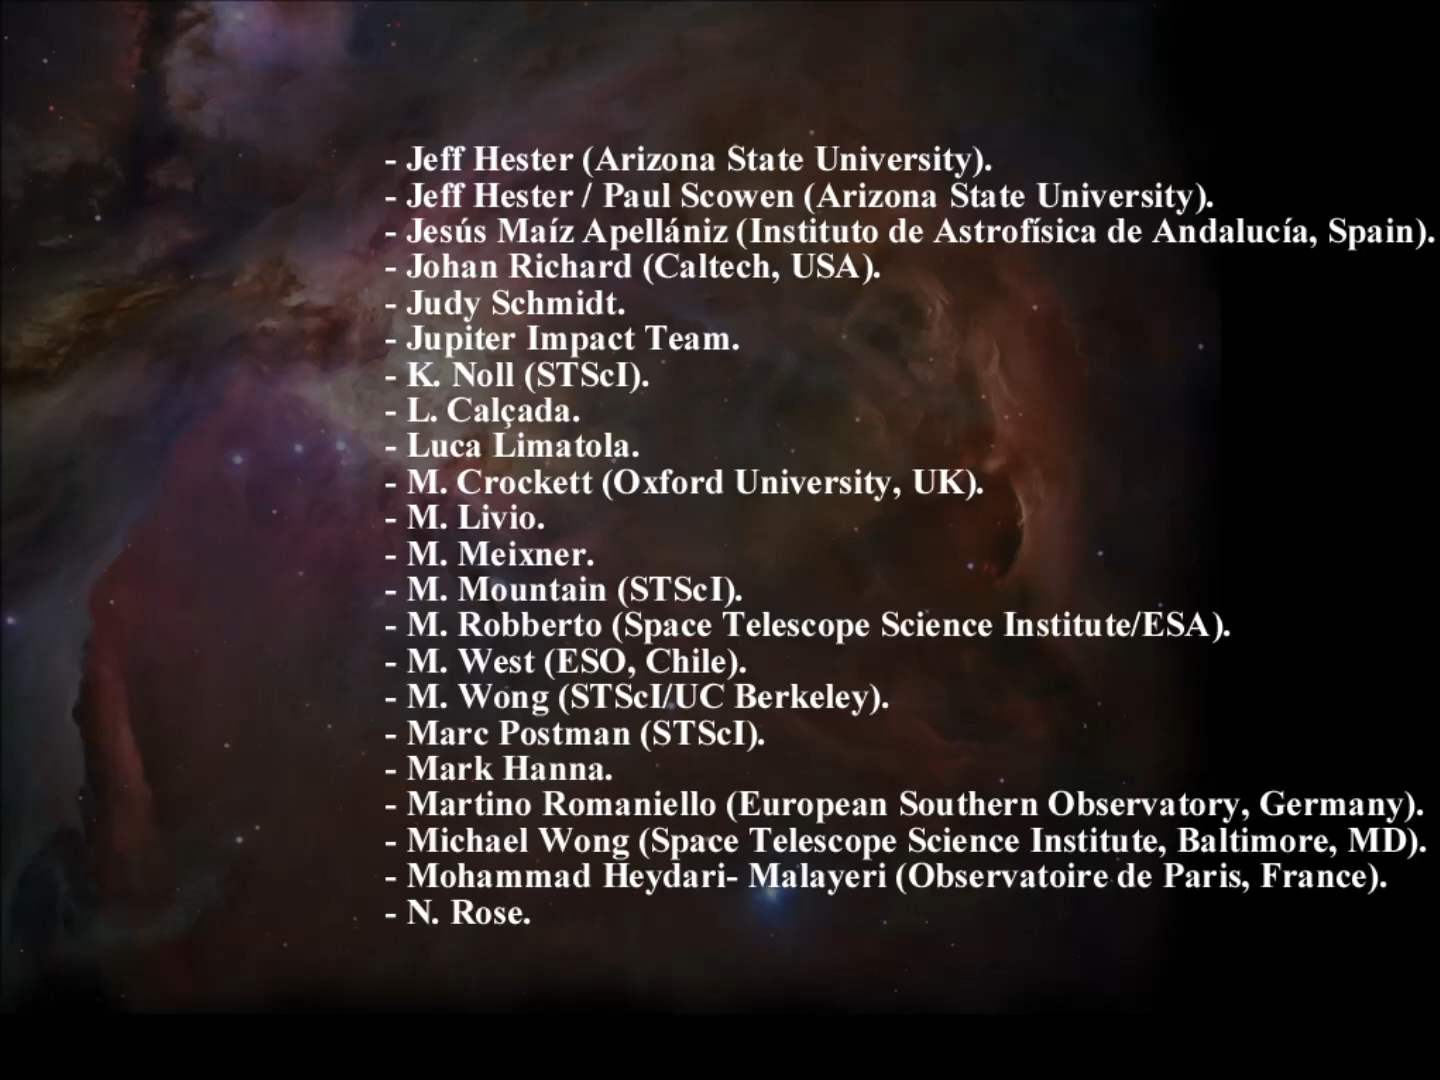 - Jeff Hester (Arizona State University).
- Jeff Hester / Paul Scowen (Arizona State University).
- Jesús Maíz Apellániz (Instituto de Astrofísica de Andalucía, Spain).
- Johan Richard (Caltech, USA).
- Judy Schmidt.
- Jupiter Impact Team.
- K. Noll (STScI).
- L. Calçada.
- Luca Limatola.
- M. Crockett (Oxford University, UK).
- M. Livio.
- M. Meixner.
- M. Mountain (STScI).
- M. Robberto (Space Telescope Science Institute/ESA).
- M. West (ESO, Chile).
- M. Wong (STScI/UC Berkeley).
- Marc Postman (STScI).
- Mark Hanna.
- Martino Romaniello (European Southern Observatory, Germany).
- Michael Wong (Space Telescope Science Institute, Baltimore, MD).
- Mohammad Heydari- Malayeri (Observatoire de Paris, France).
- N. Rose.